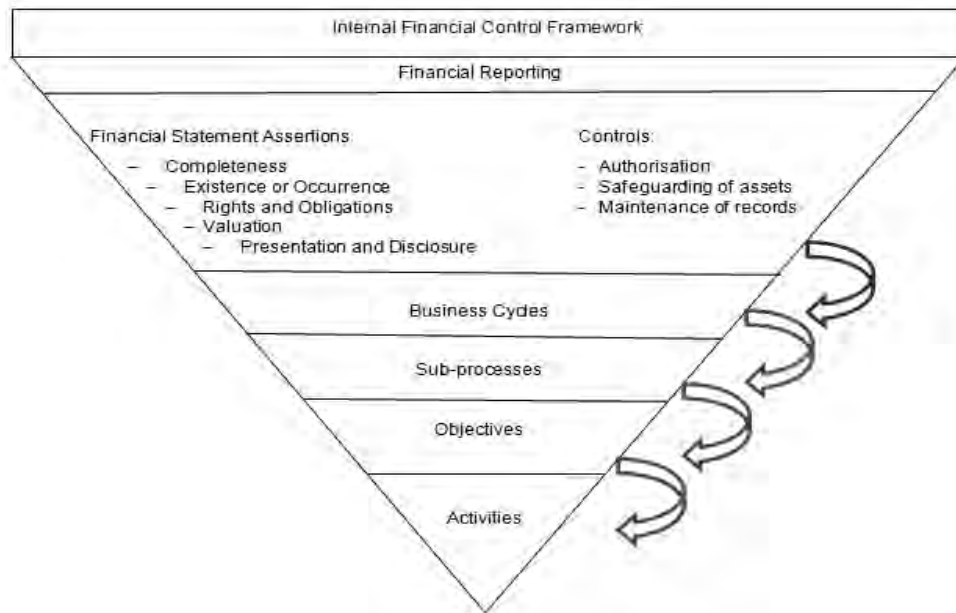 Internal Financial Control Framework
Financial Reporting
Financial Statement Assertions
– Completeness
– Existence or Occurrence
– Rights and Obligations
– Valuation
– Presentation and Disclosure
Controls:
- Authorisation
- Safeguarding of assets
- Maintenance of records
Business Cycles
Sub-processes
Objectives
Activities